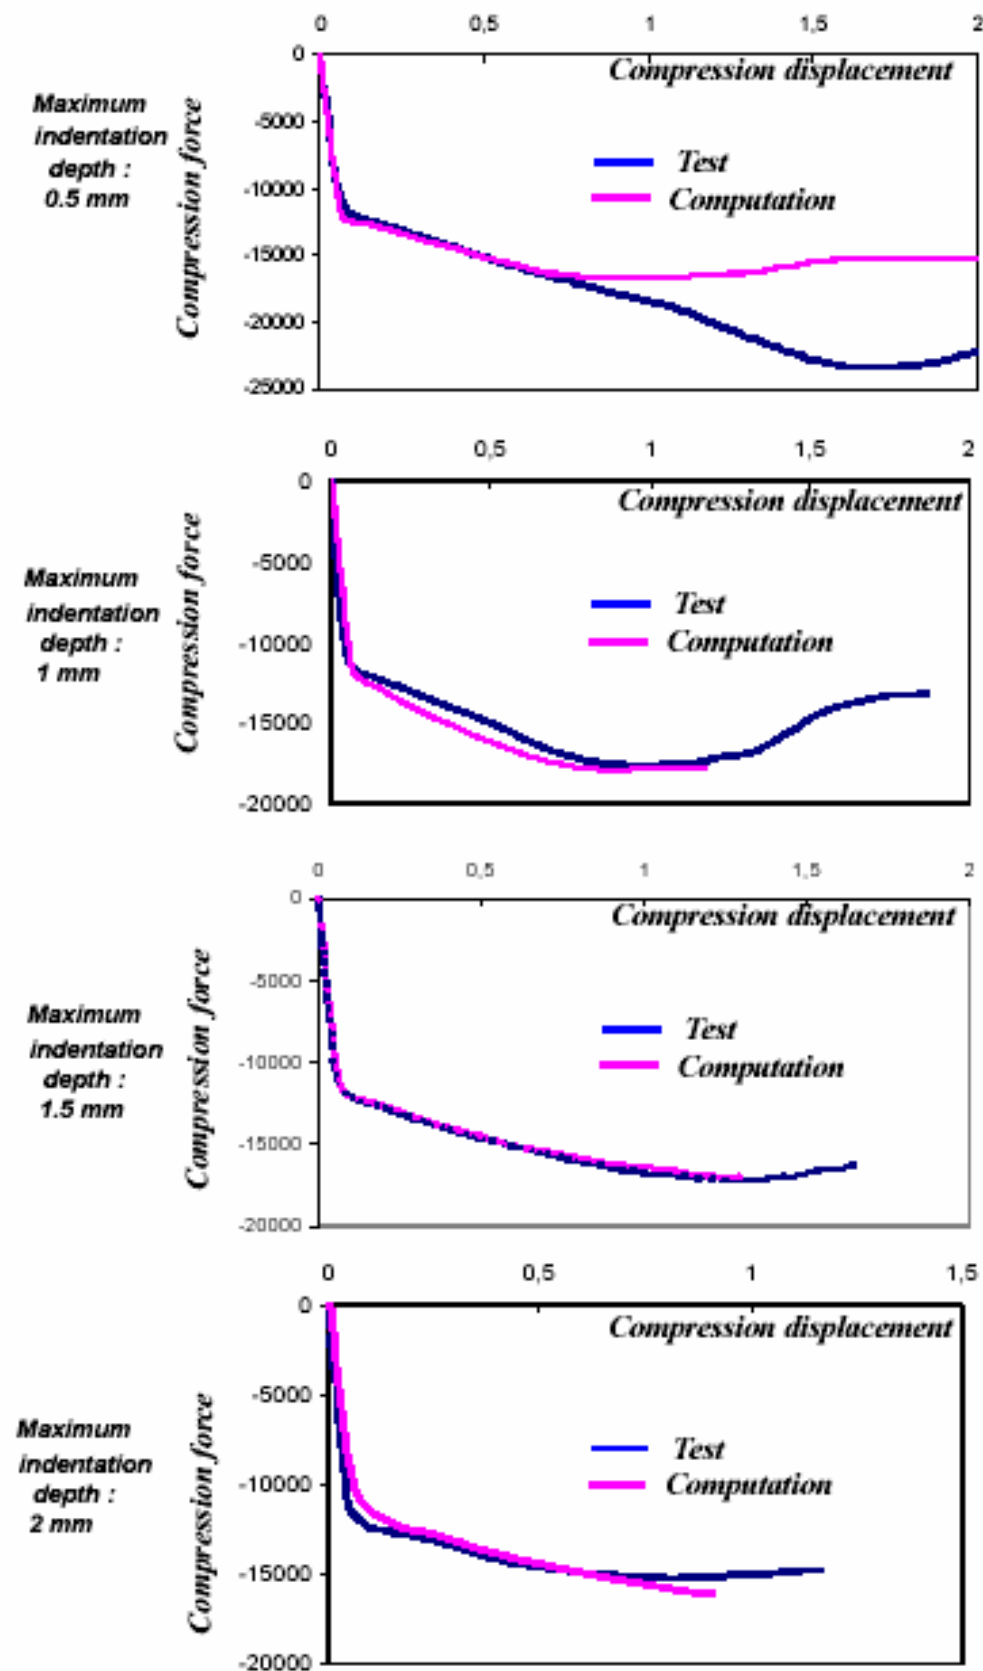 0 0,5 1 1,5 2
0
Compression displacement
Maximum
indentation
depth :
0.5 mm
Compression force
-5000
Test
-10000
Computation
-15000
-20000
-25000
0 0,5 1 1,5 2
0
Compression displacement
Maximum
indentation
depth :
1 mm
Compression force
-5000
Test
-10000
Computation
-15000
-20000
0 0,5 1 1,5 2
0
Compression displacement
Maximum
indentation
depth :
1.5 mm
Compression force
-5000
Test
Computation
-10000
-15000
-20000
0 0,5 1 1,5
0
Compression displacement
Maximum
indentation
depth :
2 mm
Compression force
-5000
Test
Computation
-10000
-15000
-20000